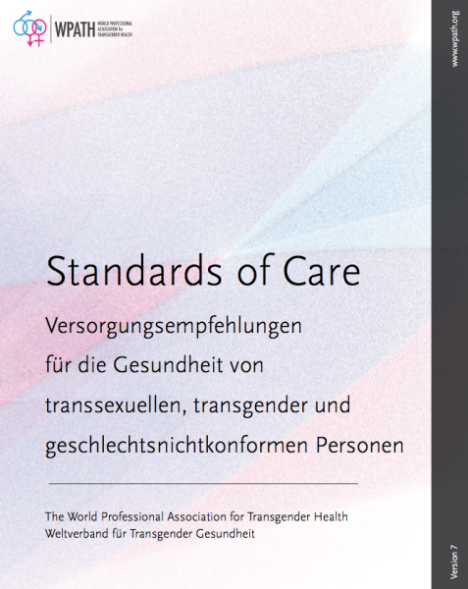 WPATH
WORLD PROFESSIONAL
ASSOCIATION for
TRANSGENDER HEALTH
www.wpath.org
Standards of Care
Versorgungsempfehlungen
für die Gesundheit von
transsexuellen, transgender und
geschlechtsnichtkonformen Personen
The World Professional Association for Transgender Health
Weltverband für Transgender Gesundheit
Version 7